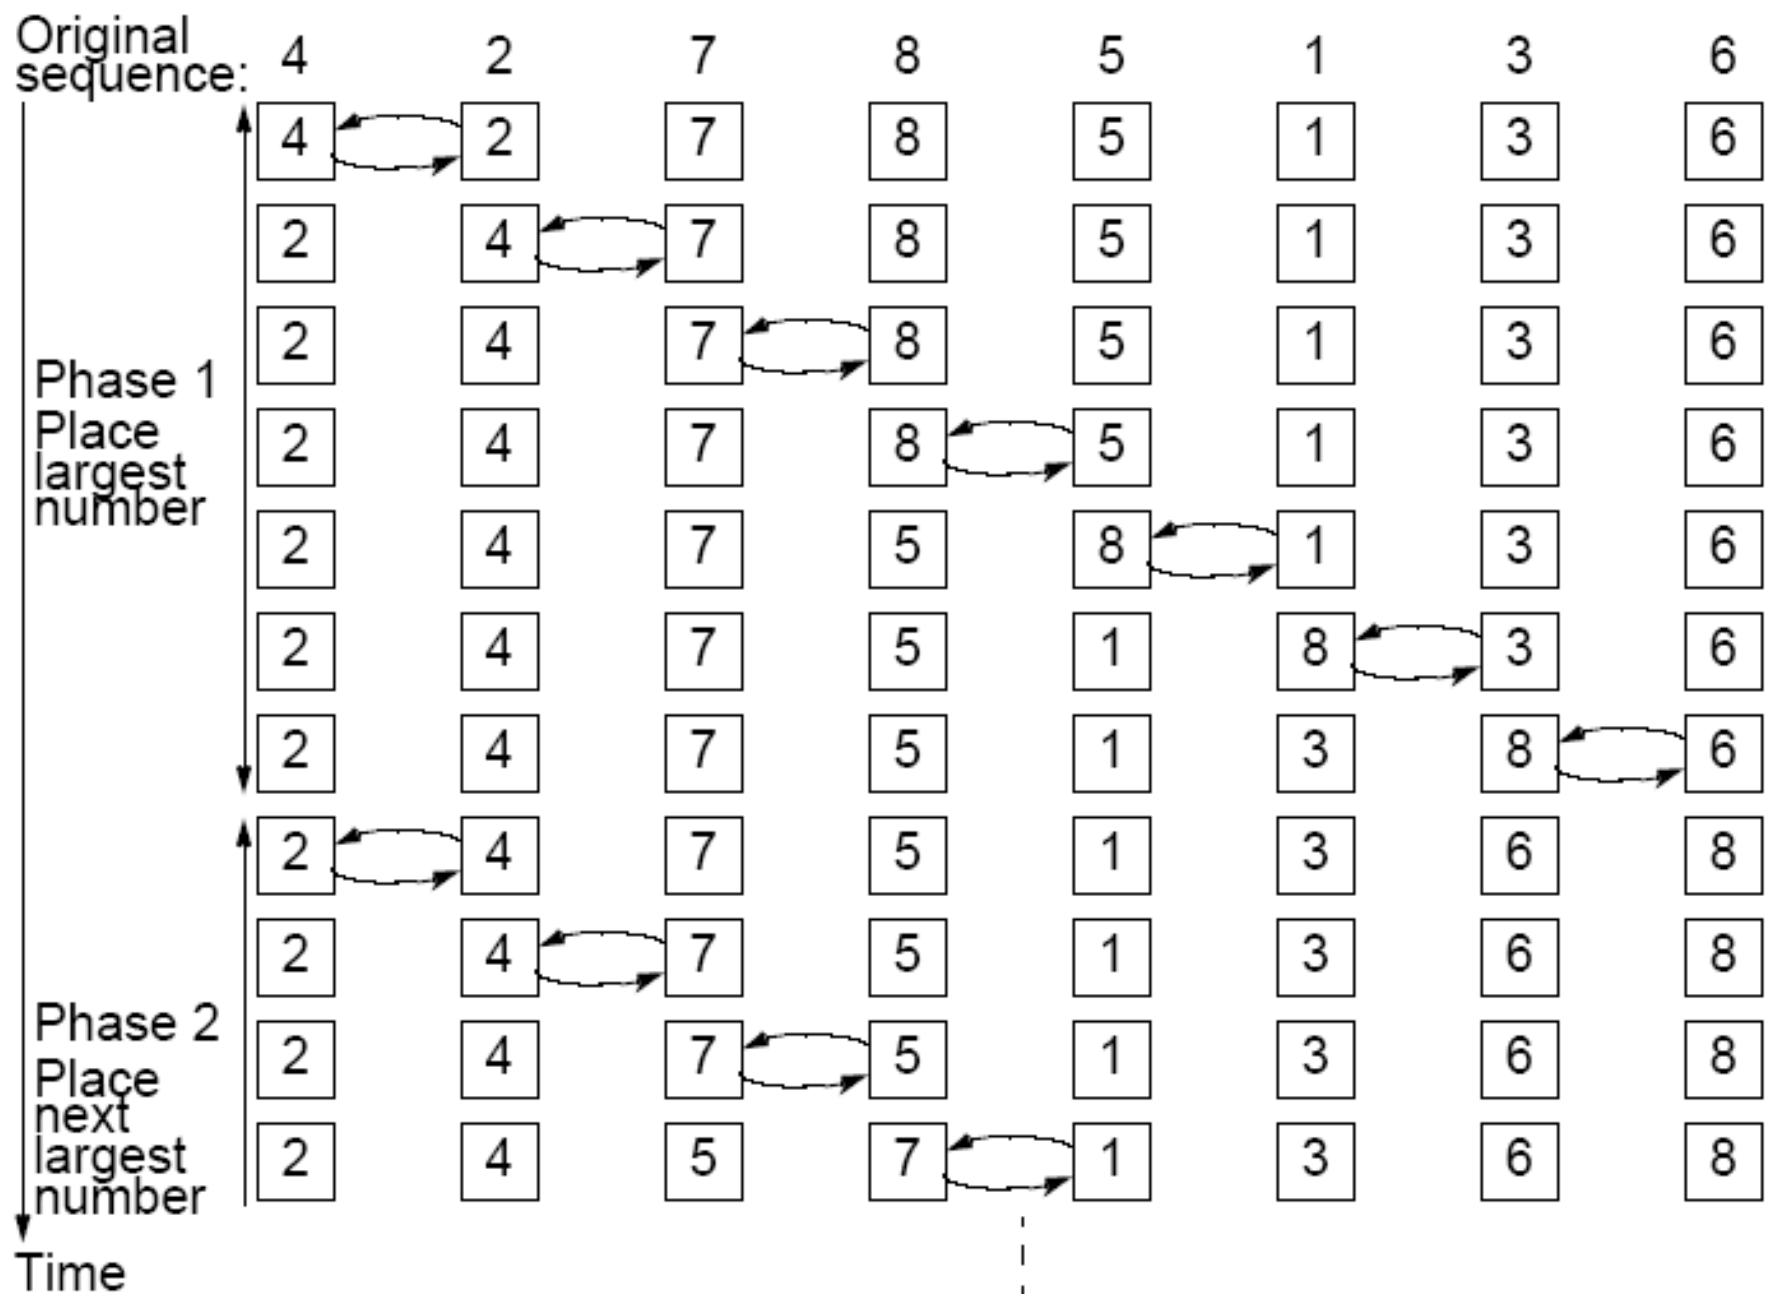 Original
sequence: 4 2 7 8 5 1 3 6
4 2 7 8 5 1 3 6
2 4 7 8 5 1 3 6
2 4 7 8 5 1 3 6
Phase 1
Place
largest
number
2 4 7 8 5 1 3 6
2 4 7 5 8 1 3 6
2 4 7 5 1 8 3 6
2 4 7 5 1 3 8 6
2 4 7 5 1 3 6 8
2 4 7 5 1 3 6 8
Phase 2
Place
next
largest
number
2 4 7 5 1 3 6 8
2 4 5 7 1 3 6 8
Time